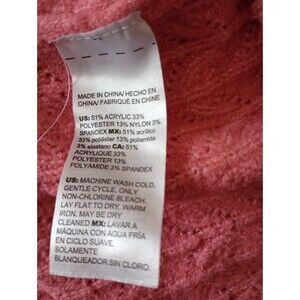 MADE IN CHINA/ HECHO EN
CHINA/ FABRIQUÉ EN CHINE
US: 51% ACRYLIC 33%
POLYESTER 13% NYLON 3%
SPANDEX MX: 51% acrílico
33% poliéster 13% poliamida
3% elastano CA: 51%
ACRYLIQUE 33%
POLYESTER 13%
POLYAMIDE 3% SPANDEX
US: MACHINE WASH COLD,
GENTLE CYCLE. ONLY
NON-CHLORINE BLEACH.
LAY FLAT TO DRY. WARM
IRON. MAY BE DRY
CLEANED MX: LAVAR A
MÁQUINA CON AGUA FRÍA
EN CICLO SUAVE.
SOLAMENTE
BLANQUEADOR SIN CLORO.